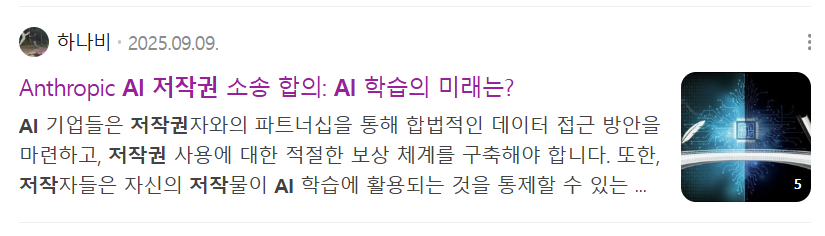 하나비 · 2025.09.09.
Anthropic AI 저작권 소송 합의: AI 학습의 미래는?
AI 기업들은 저작권자와의 파트너십을 통해 합법적인 데이터 접근 방안을
마련하고, 저작권 사용에 대한 적절한 보상 체계를 구축해야 합니다. 또한,
저작자들은 자신의 저작물이 AI 학습에 활용되는 것을 통제할 수 있는 ...
5